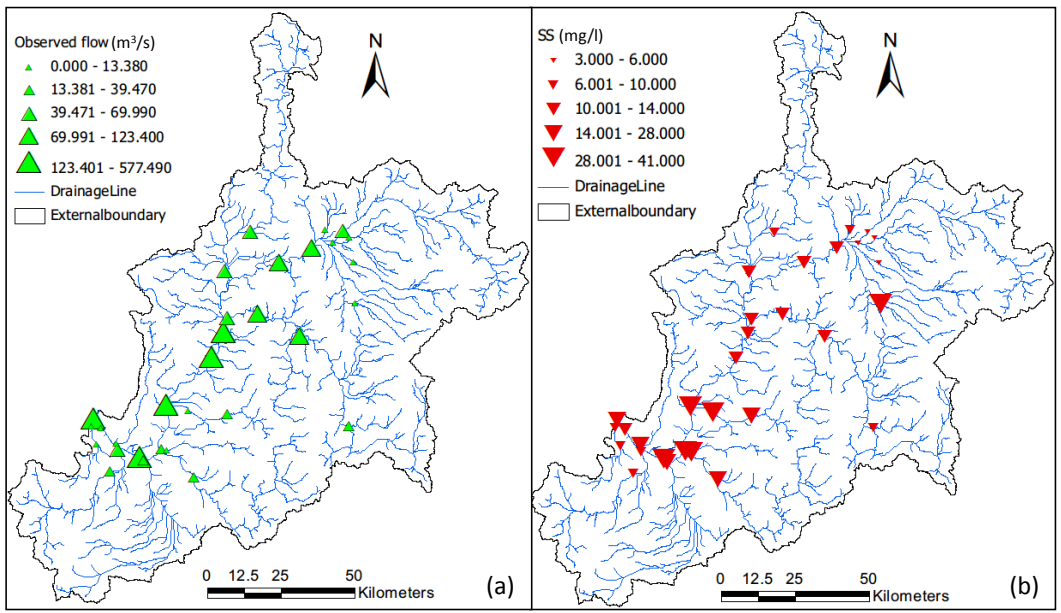 Observed flow (m³/s)
0.000 - 13.380
13.381 - 39.470
39.471 - 69.990
69.991 - 123.400
123.401 - 577.490
DrainageLine
Externalboundary
N
0 12.5 25 50
Kilometers
(a)
SS (mg/l)
3.000 - 6.000
6.001 - 10.000
10.001 - 14.000
14.001 - 28.000
28.001 - 41.000
DrainageLine
Externalboundary
N
0 12.5 25 50
Kilometers
(b)